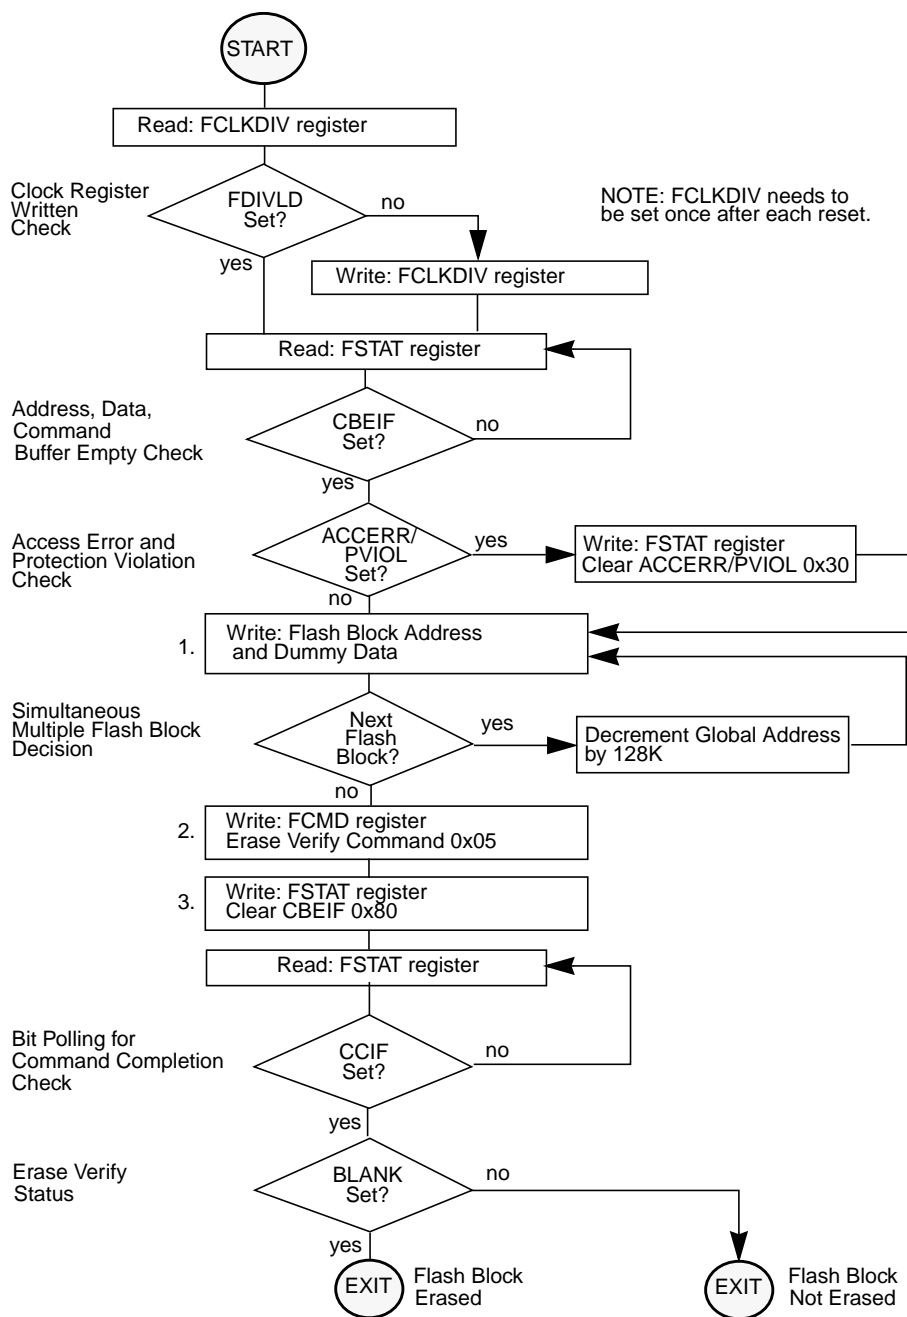 START
Read: FCLKDIV register
Clock Register
Written
Check
FDIVLD
Set?
no
yes
NOTE: FCLKDIV needs to
be set once after each reset.
Write: FCLKDIV register
Read: FSTAT register
Address, Data,
Command
Buffer Empty Check
CBEIF
Set?
no
yes
Access Error and
Protection Violation
Check
ACCERR/
PVIOL
Set?
yes
no
Write: FSTAT register
Clear ACCERR/PVIOL 0x30
1.
Write: Flash Block Address
and Dummy Data
Simultaneous
Multiple Flash Block
Decision
Next
Flash
Block?
yes
no
Decrement Global Address
by 128K
2.
Write: FCMD register
Erase Verify Command 0x05
3.
Write: FSTAT register
Clear CBEIF 0x80
Read: FSTAT register
Bit Polling for
Command Completion
Check
CCIF
Set?
no
yes
Erase Verify
Status
BLANK
Set?
no
yes
EXIT
Flash Block
Erased
EXIT
Flash Block
Not Erased